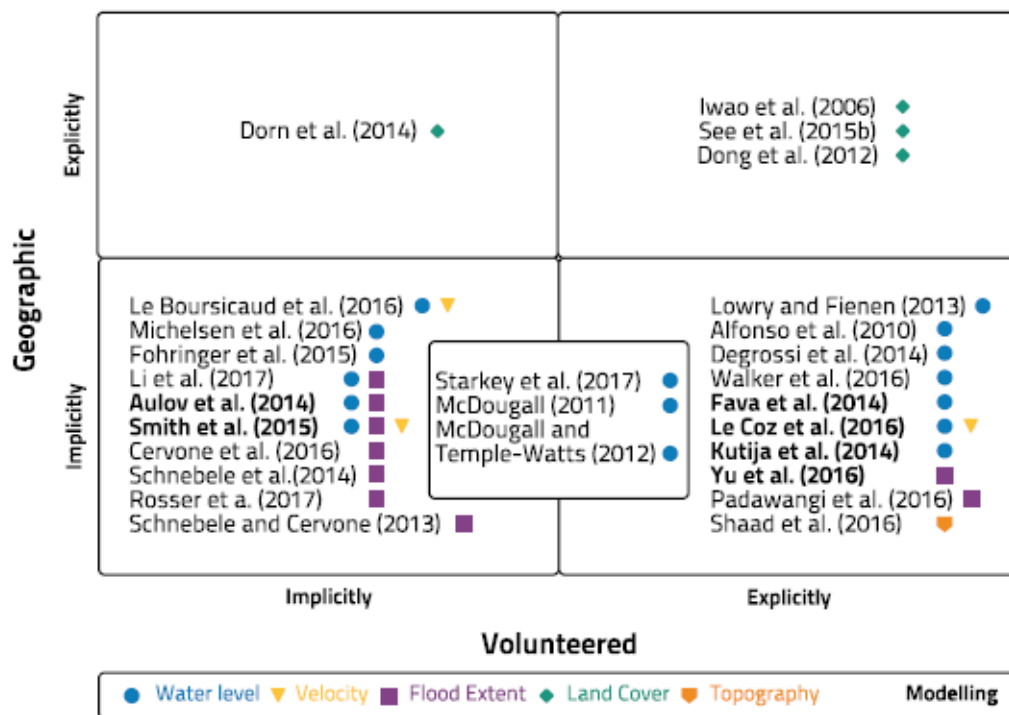 Geographic
Explicitly
Implicitly
Dorn et al. (2014)
Iwao et al. (2006)
See et al. (2015b)
Dong et al. (2012)
Le Boursicaud et al. (2016)
Michelsen et al. (2016)
Fohringer et al. (2015)
Li et al. (2017)
Aulov et al. (2014)
Smith et al. (2015)
Cervone et al. (2016)
Schnebele et al.(2014)
Rosser et a. (2017)
Schnebele and Cervone (2013)
Starkey et al. (2017)
McDougall (2011)
McDougall and
Temple-Watts (2012)
Lowry and Fienen (2013)
Alfonso et al. (2010)
Degrossi et al. (2014)
Walker et al. (2016)
Fava et al. (2014)
Le Coz et al. (2016)
Kutija et al. (2014)
Yu et al. (2016)
Padawangi et al. (2016)
Shaad et al. (2016)
Implicitly
Explicitly
Volunteered
Water level Velocity Flood Extent Land Cover Topography Modelling